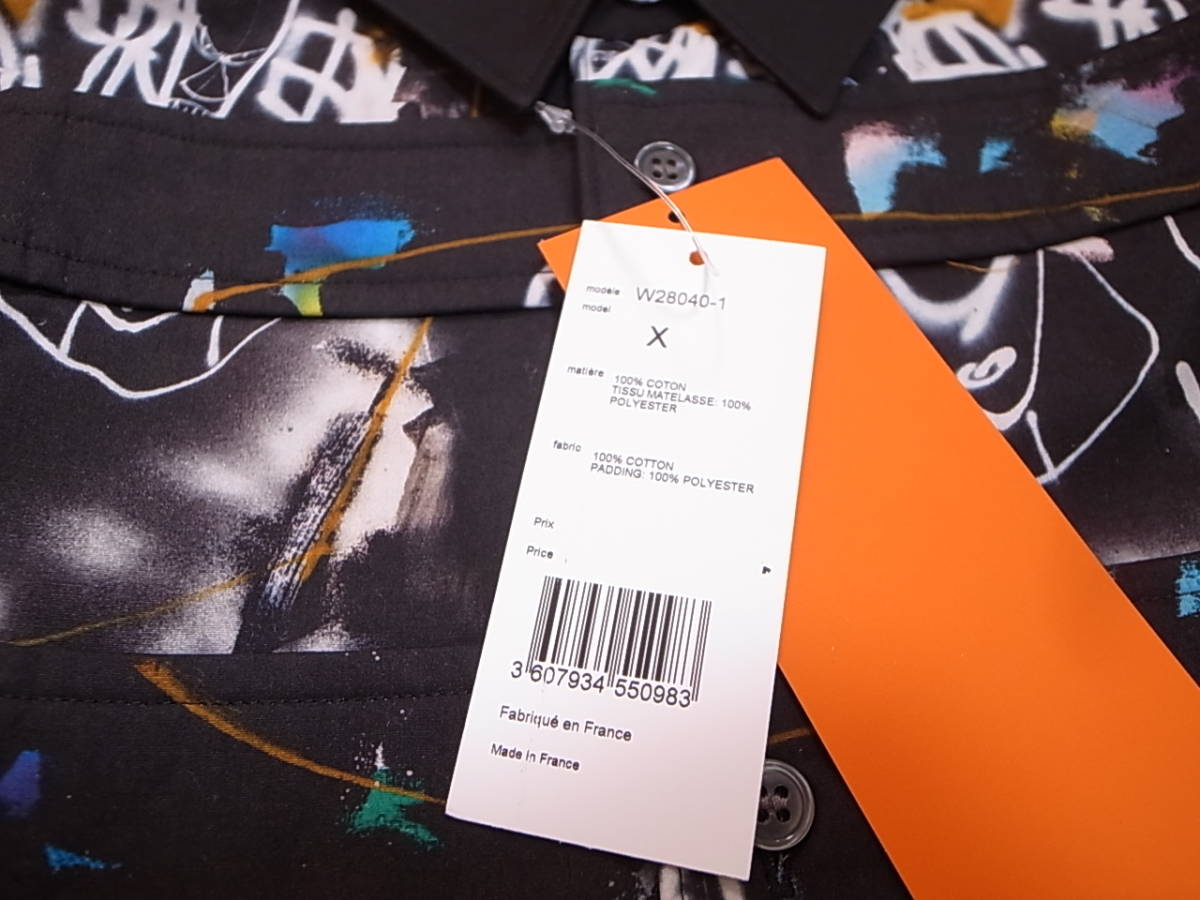 modèle W28040-1
model
X
matière 100% COTON
TISSU MATELASSE: 100%
POLYESTER
fabric 100% COTTON
PADDING: 100% POLYESTER
Prix
Price
3 607934 550983
Fabriqué en France
Made in France